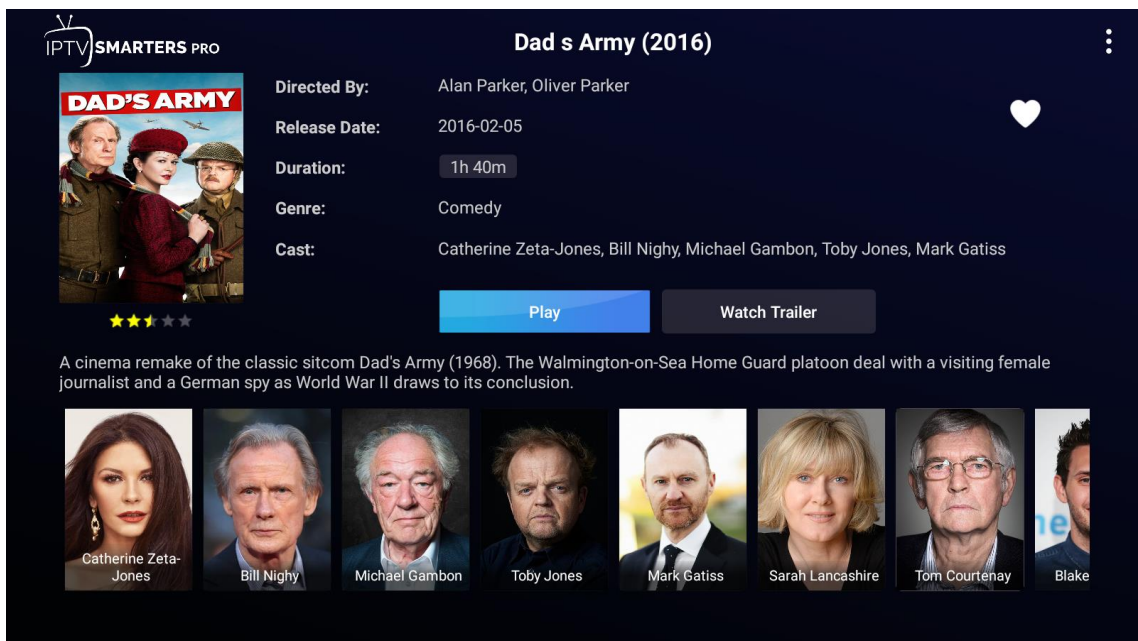 IPTV SMARTERS PRO
Dad s Army (2016)
DAD'S ARMY
Directed By: Alan Parker, Oliver Parker
Release Date: 2016-02-05
Duration: 1h 40m
Genre: Comedy
Cast: Catherine Zeta-Jones, Bill Nighy, Michael Gambon, Toby Jones, Mark Gatiss
Play Watch Trailer
A cinema remake of the classic sitcom Dad's Army (1968). The Walmington-on-Sea Home Guard platoon deal with a visiting female
journalist and a German spy as World War II draws to its conclusion.
Catherine Zeta-
Jones
Bill Nighy
Michael Gambon
Toby Jones
Mark Gatiss
Sarah Lancashire
Tom Courtenay
Blake
he